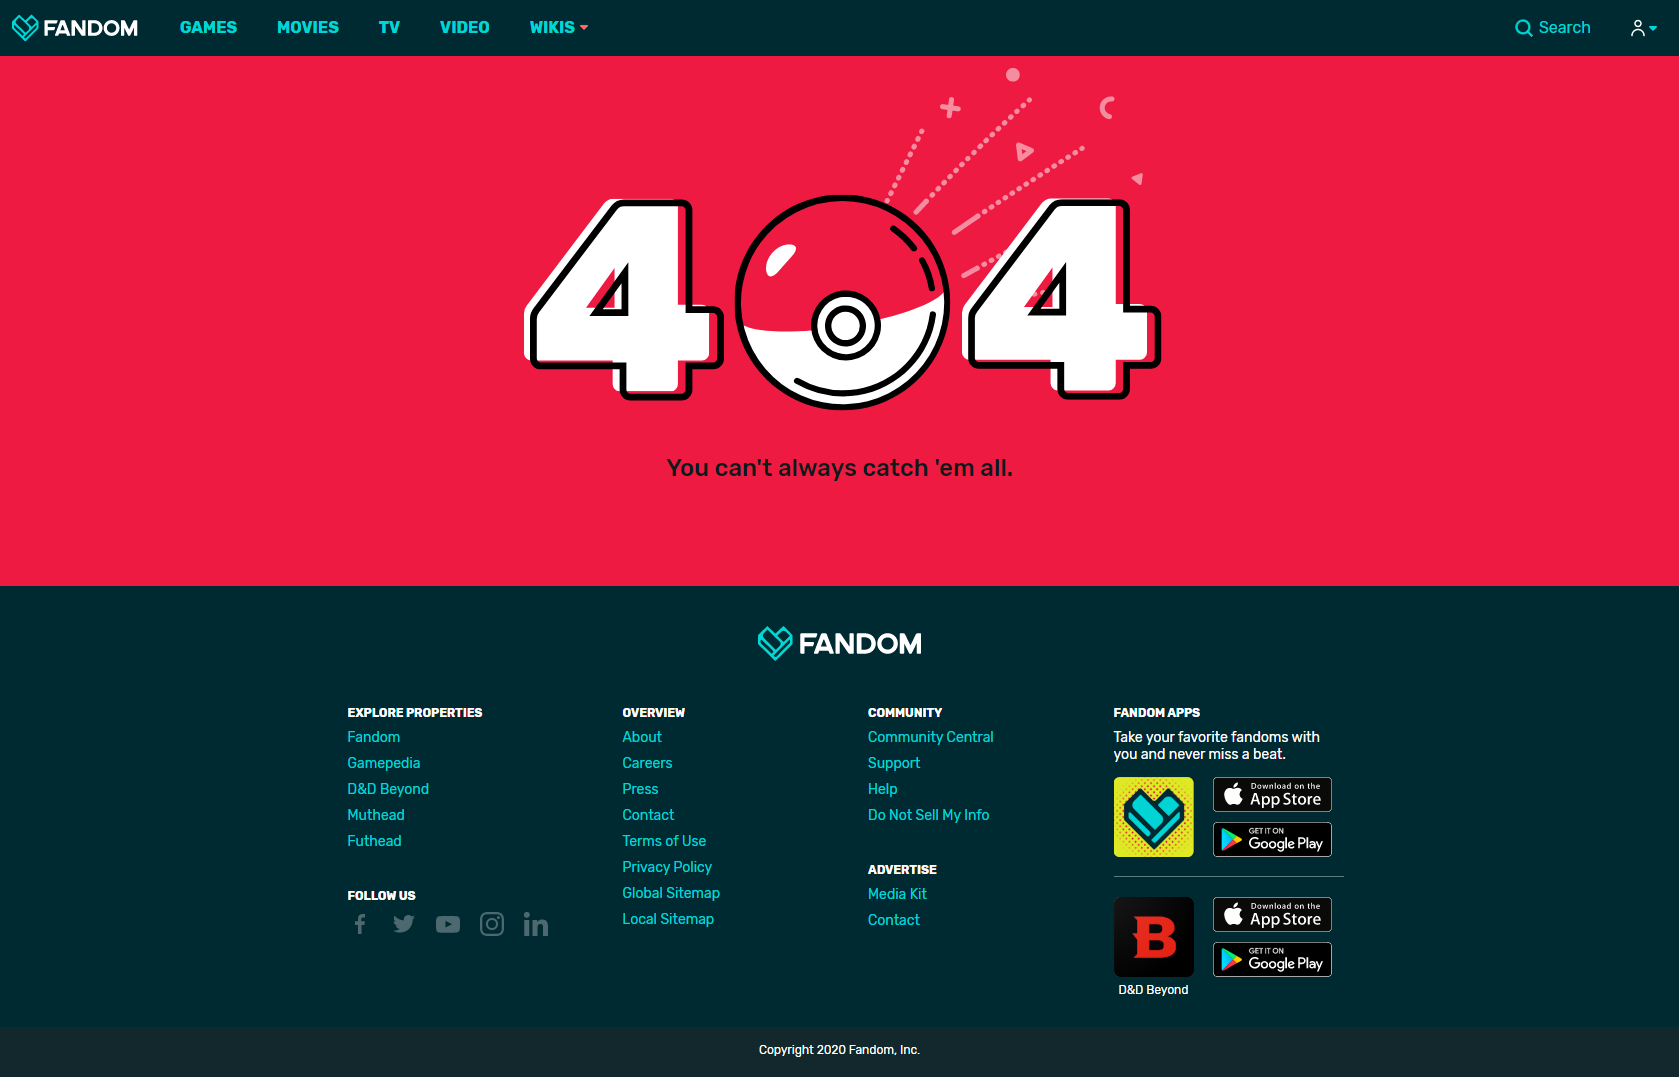 FANDOM
GAMES
MOVIES
TV
VIDEO
WIKIS
Search
404
You can't always catch 'em all.
FANDOM
EXPLORE PROPERTIES
Fandom
Gamepedia
D&D Beyond
Muthead
Futhead
FOLLOW US
OVERVIEW
About
Careers
Press
Contact
Terms of Use
Privacy Policy
Global Sitemap
Local Sitemap
COMMUNITY
Community Central
Support
Help
Do Not Sell My Info
ADVERTISE
Media Kit
Contact
FANDOM APPS
Take your favorite fandoms with
you and never miss a beat.
Download on the
App Store
GET IT ON
Google Play
B
D&D Beyond
Download on the
App Store
GET IT ON
Google Play
Copyright 2020 Fandom, Inc.